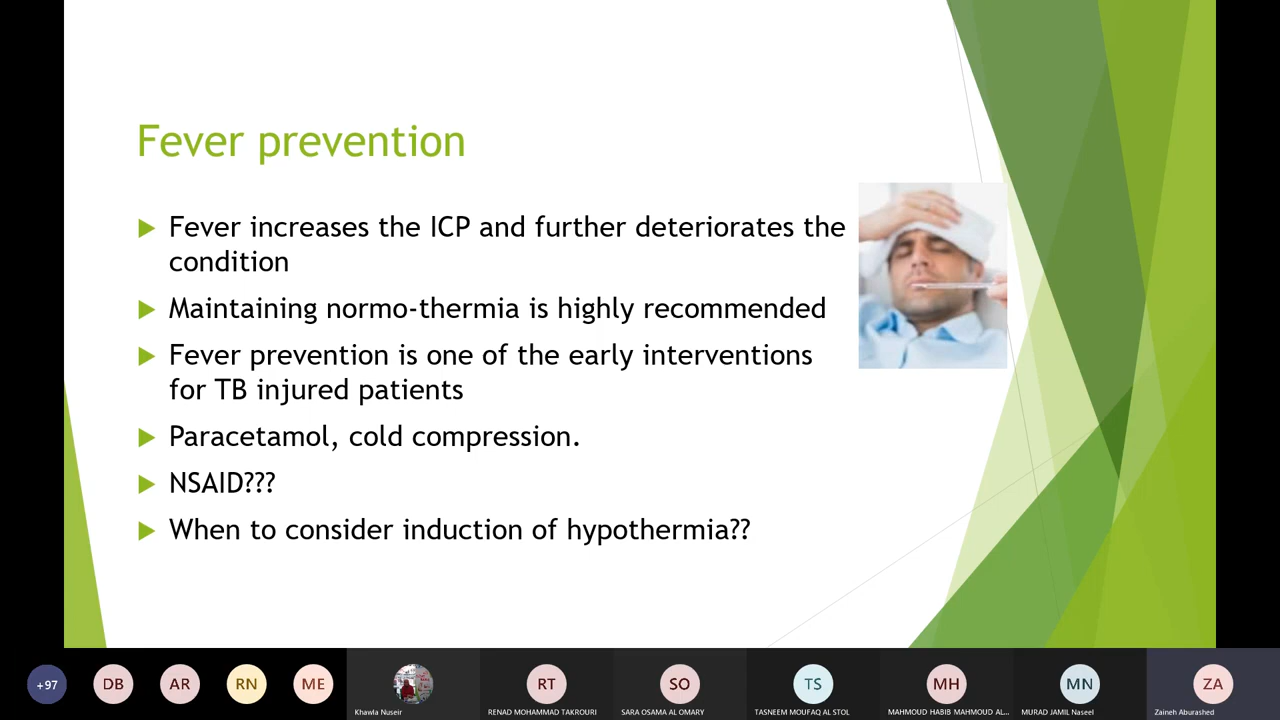 Fever prevention
Fever increases the ICP and further deteriorates the
condition
Maintaining normo-thermia is highly recommended
Fever prevention is one of the early interventions
for TB injured patients
Paracetamol, cold compression.
NSAID???
When to consider induction of hypothermia??
+97
DB
AR
RN
ME
RT
SO
TS
MH
MN
ZA
Khawla Nuseir
RENAD MOHAMMAD TAKROURI
SARA OSAMA AL OMARY
TASNEEM MOUFAQ AL STOL
MAHMOUD HABIB MAHMOUD AL...
MURAD JAMIL Naseel
Zaineh Aburashed